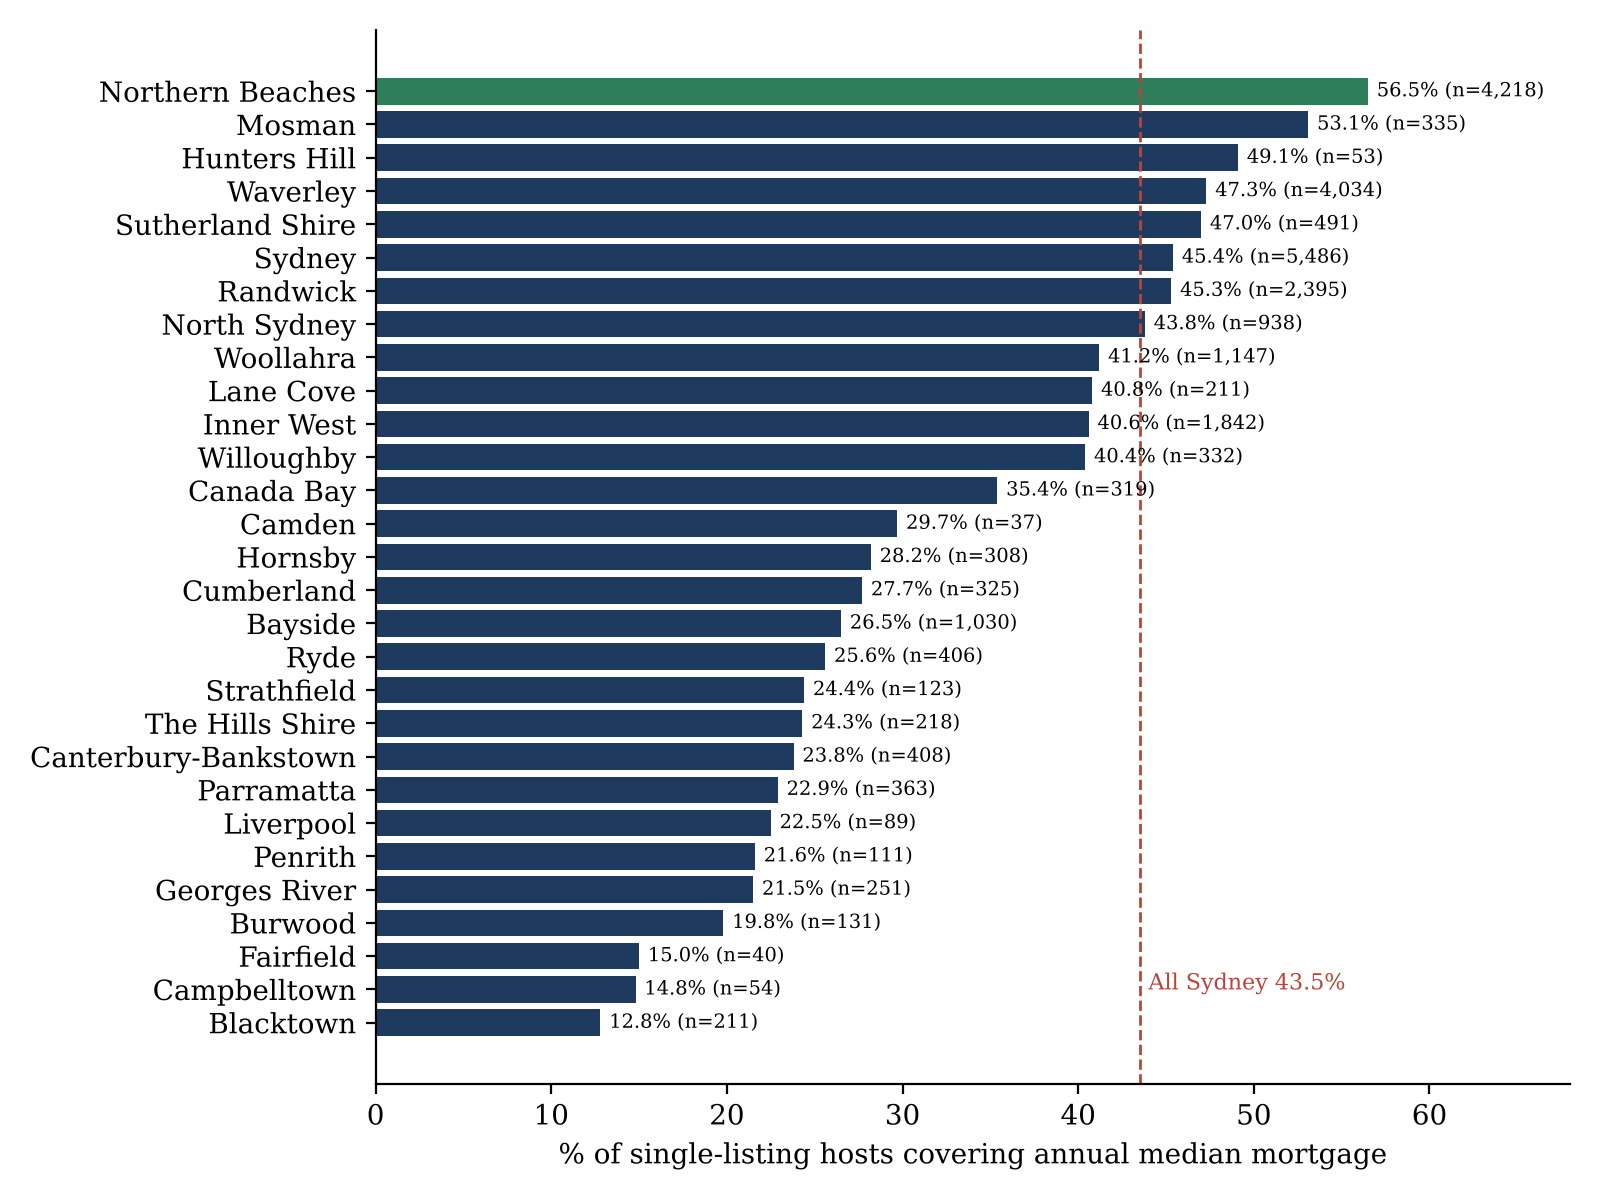 Northern Beaches 56.5% (n=4,218)
Mosman 53.1% (n=335)
Hunters Hill 49.1% (n=53)
Waverley 47.3% (n=4,034)
Sutherland Shire 47.0% (n=491)
Sydney 45.4% (n=5,486)
Randwick 45.3% (n=2,395)
North Sydney 43.8% (n=938)
Woollahra 41.2% (n=1,147)
Lane Cove 40.8% (n=211)
Inner West 40.6% (n=1,842)
Willoughby 40.4% (n=332)
Canada Bay 35.4% (n=319)
Camden 29.7% (n=37)
Hornsby 28.2% (n=308)
Cumberland 27.7% (n=325)
Bayside 26.5% (n=1,030)
Ryde 25.6% (n=406)
Strathfield 24.4% (n=123)
The Hills Shire 24.3% (n=218)
Canterbury-Bankstown 23.8% (n=408)
Parramatta 22.9% (n=363)
Liverpool 22.5% (n=89)
Penrith 21.6% (n=111)
Georges River 21.5% (n=251)
Burwood 19.8% (n=131)
Fairfield 15.0% (n=40)
Campbelltown 14.8% (n=54)
All Sydney 43.5%
Blacktown 12.8% (n=211)
0 10 20 30 40 50 60
% of single-listing hosts covering annual median mortgage